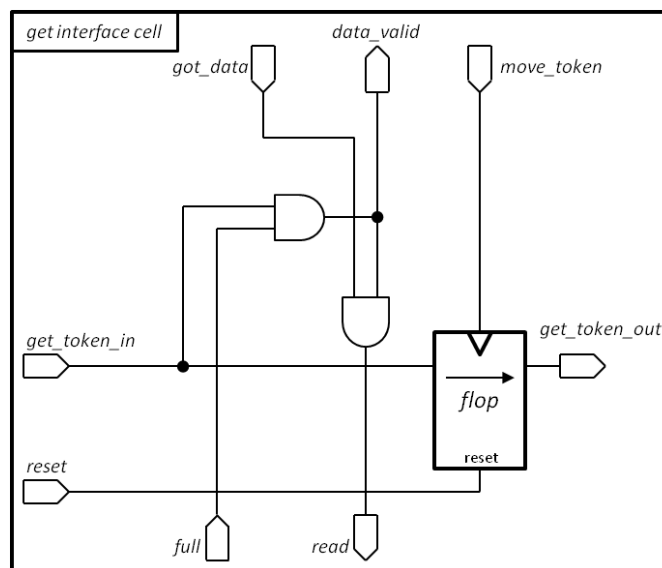 get interface cell
data_valid
got_data
move_token
get_token_in
get_token_out
flop
reset
reset
full
read